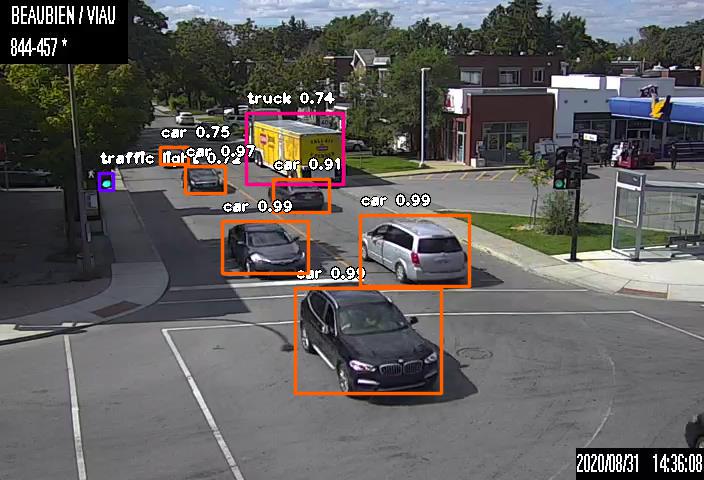 BEAUBIEN / VIAU
844-457 *
truck 0.74
car 0.75
traffic light 0.72
car 0.97
car 0.91
car 0.99
car 0.99
car 0.99
2020/08/31 14:36:08